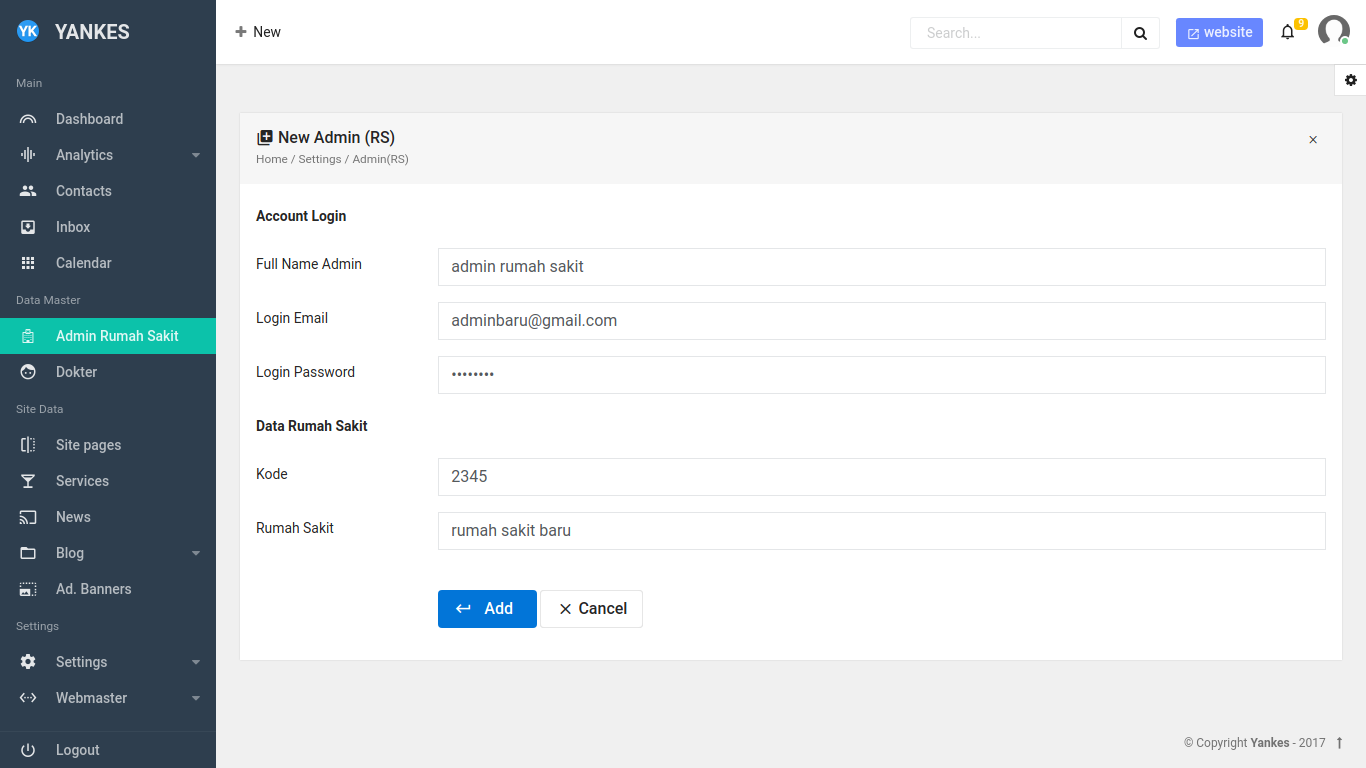 YK YANKES
Main
Dashboard
Analytics
Contacts
Inbox
Calendar
Data Master
Admin Rumah Sakit
Dokter
Site Data
Site pages
Services
News
Blog
Ad. Banners
Settings
Settings
Webmaster
Logout
New
Search...
website
9
New Admin (RS)
×
Home / Settings / Admin(RS)
Account Login
Full Name Admin
admin rumah sakit
Login Email
adminbaru@gmail.com
Login Password
••••••••
Data Rumah Sakit
Kode
2345
Rumah Sakit
rumah sakit baru
Add
Cancel
© Copyright Yankes - 2017